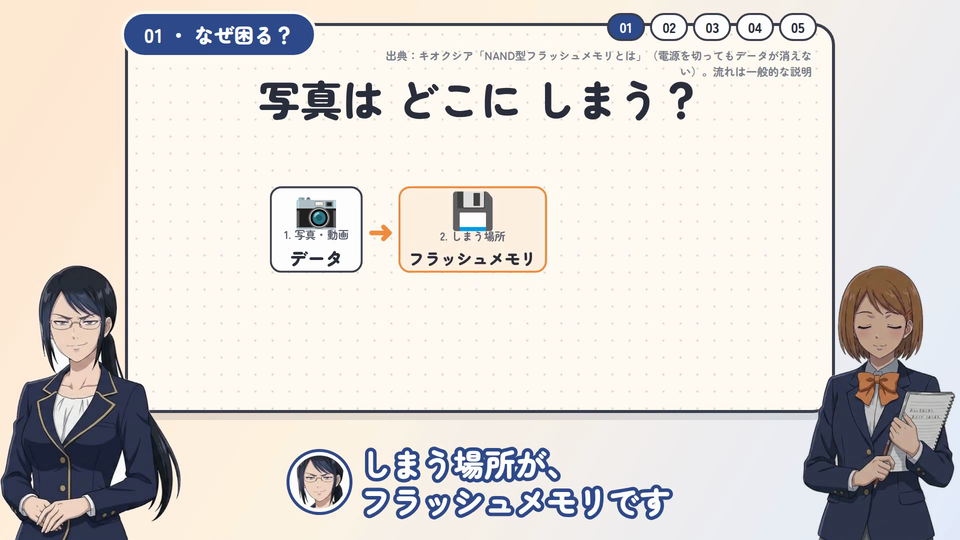 01 ・ なぜ困る？
01 02 03 04 05
出典：キオクシア「NAND型フラッシュメモリとは」（電源を切ってもデータが消えな
い）。流れは一般的な説明
写真は どこに しまう？
1. 写真・動画
データ
2. しまう場所
フラッシュメモリ
しまう場所が、
フラッシュメモリです